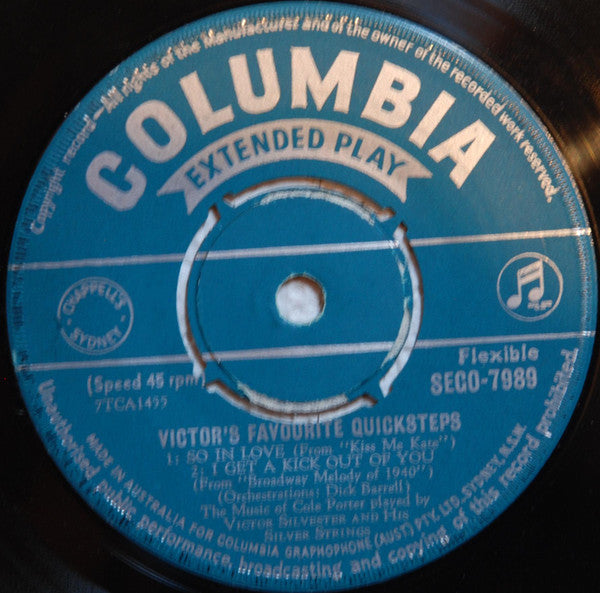 Copyright record—All rights of the Manufacturer and of the owner of the recorded work reserved.
COLUMBIA
EXTENDED PLAY
CHAPPELL'S
SYDNEY
Flexible
(Speed 45 rpm)
SECO-7989
7TCA1455
VICTOR'S FAVOURITE QUICKSTEPS
1: SO IN LOVE (From "Kiss Me Kate")
2: I GET A KICK OUT OF YOU
(From "Broadway Melody of 1940")
(Orchestrations: Dick Barrell)
The Music of Cole Porter played by
VICTOR SILVESTER AND HIS
SILVER STRINGS
MADE IN AUSTRALIA FOR COLUMBIA GRAPHOPHONE (AUST) PTY. LTD.-SYDNEY, N.S.W.
Unauthorised public performance, broadcasting and copying of this record prohibited.